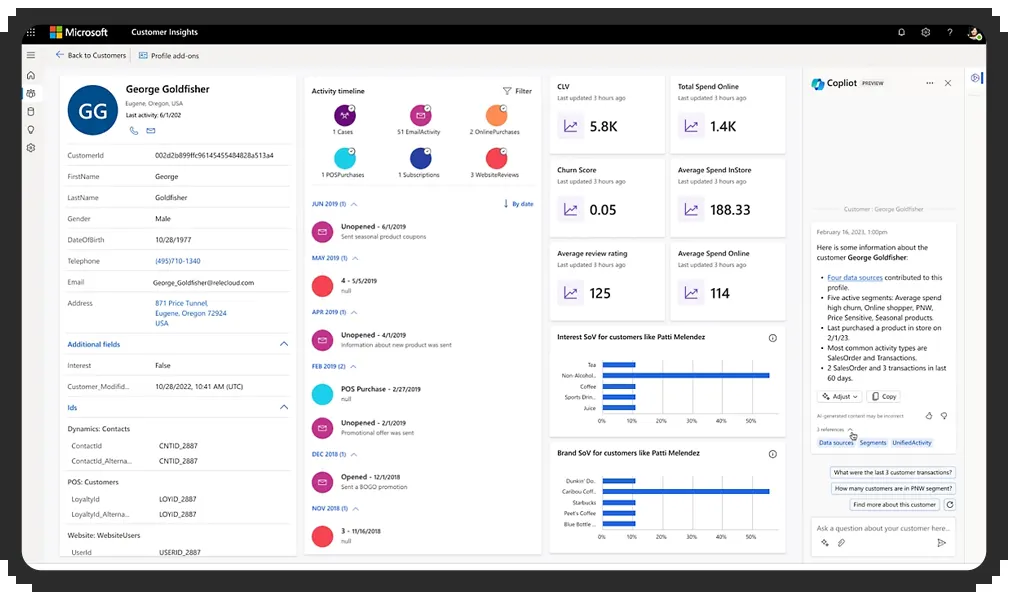 Microsoft
Customer Insights
Back to Customers
Profile add-ons
GG
George Goldfisher
Eugene, Oregon, USA
Last activity: 6/1/202
CustomerId 002d2b899ffc96145455484828a513a4
FirstName George
LastName Goldfisher
Gender Male
DateOfBirth 10/28/1977
Telephone (495)710-1340
Email George_Goldfisher@relecloud.com
Address 871 Price Tunnel,
Eugene, Oregon 72924
USA
Additional fields
Interest False
Customer_Modifid... 10/28/2022, 10:41 AM (UTC)
Ids
Dynamics: Contacts
ContactId CNTID_2887
ContactId_Alterna... CNTID_2887
POS: Customers
LoyaltyId LOYID_2887
LoyaltyId_Alterna... LOYID_2887
Website: WebsiteUsers
UserId USERID_2887
Activity timeline
Filter
1 Cases
51 EmailActivity
2 OnlinePurchases
1 POSPurchases
1 Subscriptions
3 WebsiteReviews
JUN 2019 (1)
By date
Unopened - 6/1/2019
Sent seasonal product coupons
MAY 2019 (1)
4 - 5/5/2019
null
APR 2019 (1)
Unopened - 4/1/2019
Information about new product was sent
FEB 2019 (2)
POS Purchase - 2/27/2019
null
Unopened - 2/1/2019
Promotional offer was sent
DEC 2018 (1)
Opened - 12/1/2018
Sent a BOGO promotion
NOV 2018 (1)
3 - 11/16/2018
null
CLV
Last updated 3 hours ago
5.8K
Total Spend Online
Last updated 3 hours ago
1.4K
Churn Score
Last updated 3 hours ago
0.05
Average Spend InStore
Last updated 3 hours ago
188.33
Average review rating
Last updated 3 hours ago
125
Average Spend Online
Last updated 3 hours ago
114
Interest SoV for customers like Patti Melendez
Tea
Non-Alcohol...
Coffee
Sports Drin...
Juice
0% 10% 20% 30% 40% 50%
Brand SoV for customers like Patti Melendez
Dunkin' Do...
Caribou Coff...
Starbucks
Peet's Coffee
Blue Bottle ...
0% 10% 20% 30% 40% 50%
Copliot PREVIEW
Customer : George Goldfisher
February 16, 2023, 1:00pm
Here is some information about the
customer George Goldfisher:
• Four data sources contributed to this
profile.
• Five active segments: Average spend
high churn, Online shopper, PNW,
Price Sensitive, Seasonal products.
• Last purchased a product in store on
2/1/23.
• Most common activity types are
SalesOrder and Transactions.
• 2 SalesOrder and 3 transactions in last
60 days.
Adjust
Copy
AI-generated content may be incorrect
3 references
Data sources
Segments
UnifiedActivity
What were the last 3 customer transactions?
How many customers are in PNW segment?
Find more about this customer
Ask a question about your customer here...